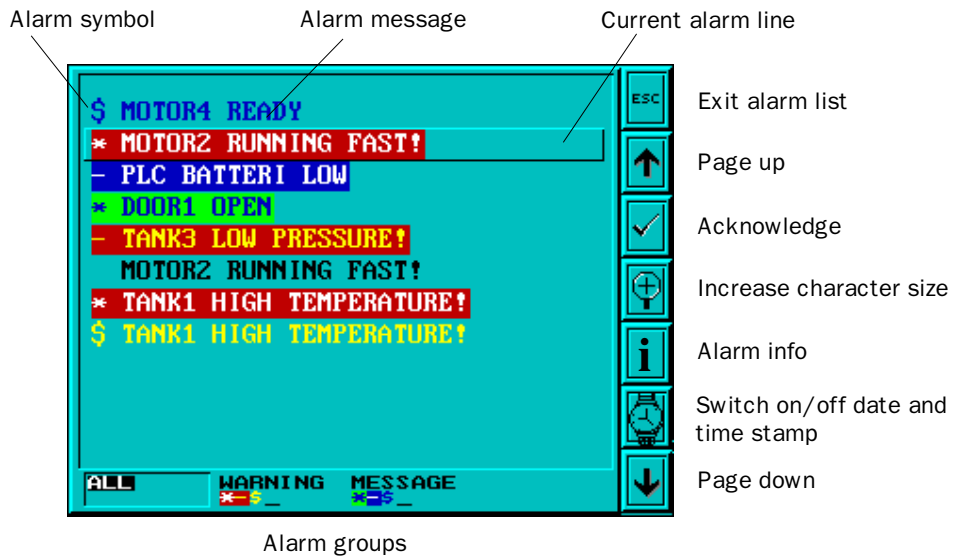 Alarm symbol
Alarm message
Current alarm line
$ MOTOR4 READY
* MOTOR2 RUNNING FAST!
- PLC BATTERI LOW
* DOOR1 OPEN
- TANK3 LOW PRESSURE!
MOTOR2 RUNNING FAST!
* TANK1 HIGH TEMPERATURE!
$ TANK1 HIGH TEMPERATURE!
ALL
WARNING
*-$_
MESSAGE
*-$_
ESC
Exit alarm list
Page up
Acknowledge
Increase character size
i
Alarm info
Switch on/off date and
time stamp
Page down
Alarm groups